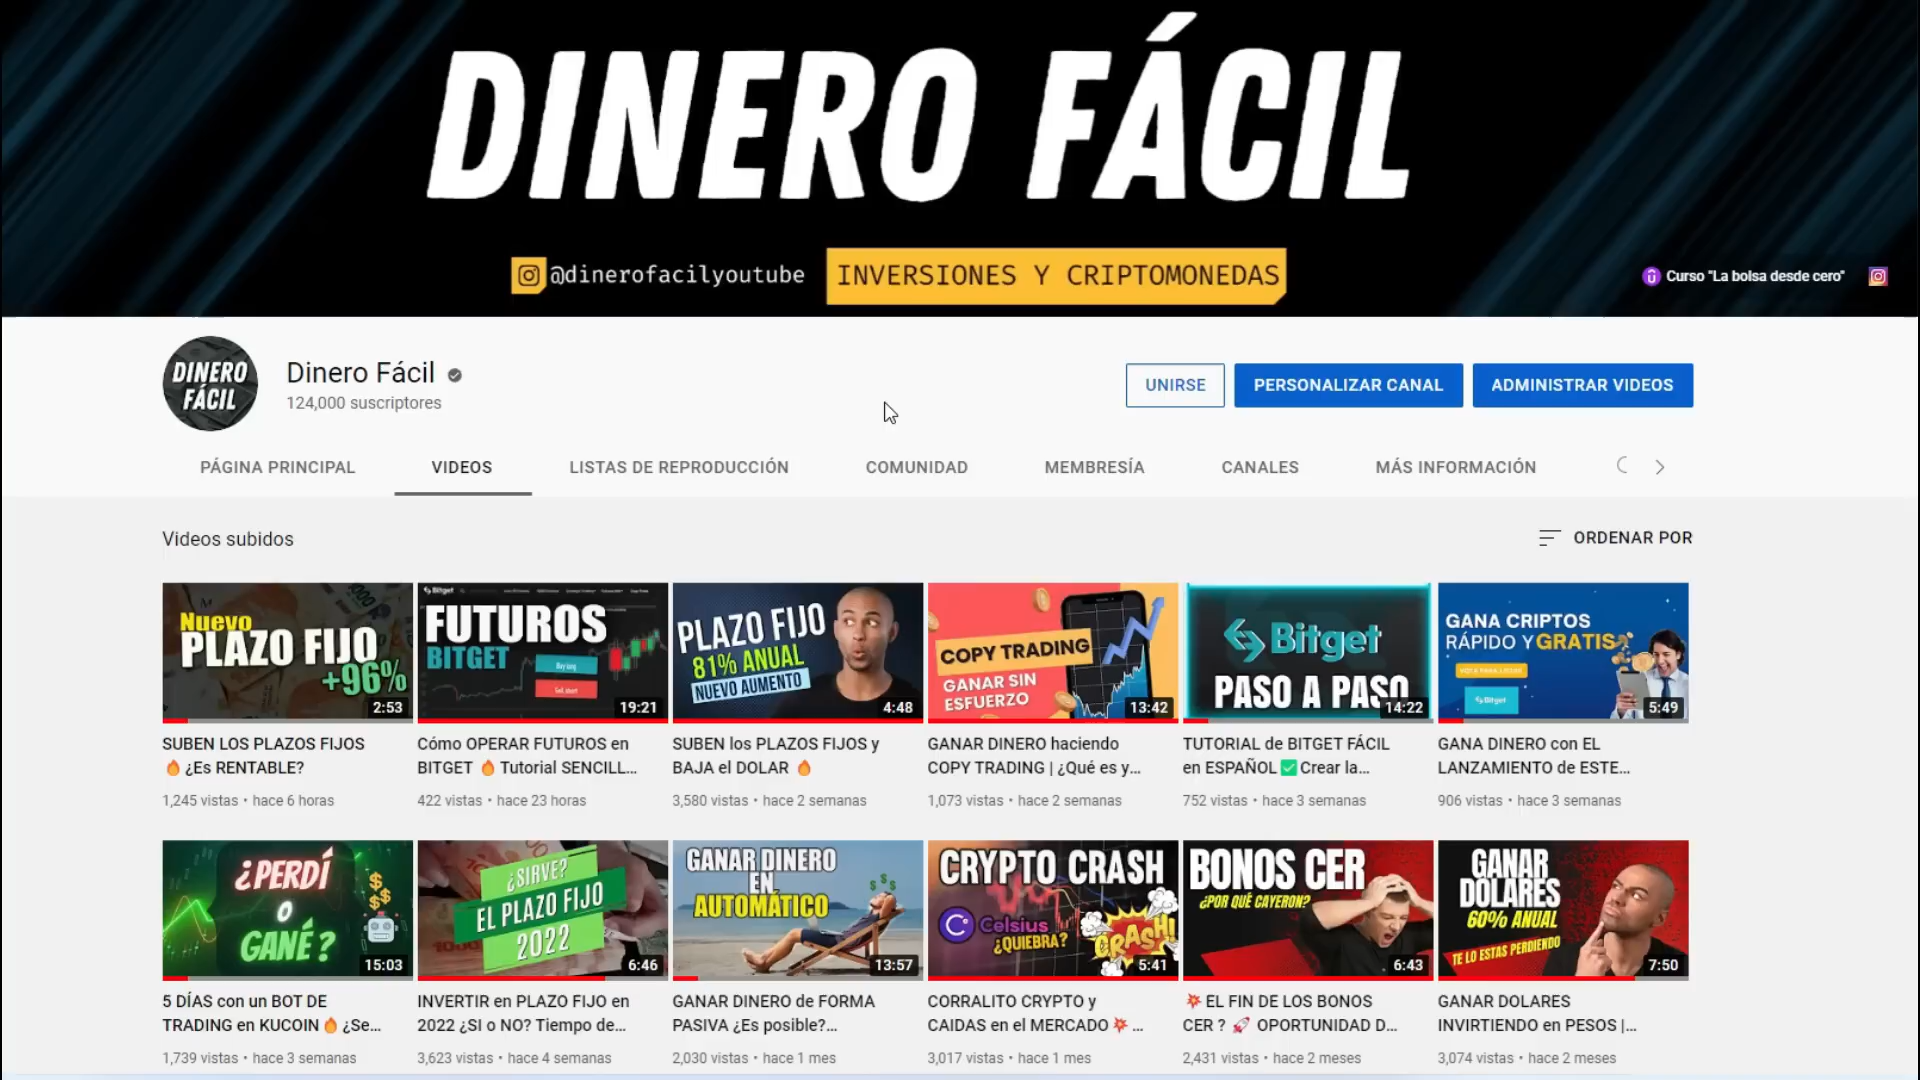 DINERO FÁCIL
@dinerofacilyoutube
INVERSIONES Y CRIPTOMONEDAS
Curso "La bolsa desde cero"
DINERO
FÁCIL
Dinero Fácil
124,000 suscriptores
UNIRSE
PERSONALIZAR CANAL
ADMINISTRAR VIDEOS
PÁGINA PRINCIPAL
VIDEOS
LISTAS DE REPRODUCCIÓN
COMUNIDAD
MEMBRESÍA
CANALES
MÁS INFORMACIÓN
Videos subidos
ORDENAR POR
Nuevo
PLAZO FIJO
+96%
2:53
SUBEN LOS PLAZOS FIJOS
🔥 ¿Es RENTABLE?
1,245 vistas • hace 6 horas
Bitget
FUTUROS
BITGET
Buy long
Sell short
19:21
Cómo OPERAR FUTUROS en
BITGET 🔥 Tutorial SENCILL...
422 vistas • hace 23 horas
PLAZO FIJO
81% ANUAL
NUEVO AUMENTO
4:48
SUBEN los PLAZOS FIJOS y
BAJA el DOLAR 🔥
3,580 vistas • hace 2 semanas
COPY TRADING
GANAR SIN
ESFUERZO
13:42
GANAR DINERO haciendo
COPY TRADING | ¿Qué es y...
1,073 vistas • hace 2 semanas
Bitget
PASO A PASO
14:22
TUTORIAL de BITGET FÁCIL
en ESPAÑOL ✅ Crear la...
752 vistas • hace 3 semanas
GANA CRIPTOS
RÁPIDO Y GRATIS
VOTA PARA LISTAR
Bitget
5:49
GANA DINERO con EL
LANZAMIENTO de ESTE...
906 vistas • hace 3 semanas
¿PERDÍ
O
GANÉ?
15:03
5 DÍAS con un BOT DE
TRADING en KUCOIN 🔥 ¿Se...
1,739 vistas • hace 3 semanas
¿SIRVE?
EL PLAZO FIJO
2022
6:46
INVERTIR en PLAZO FIJO en
2022 ¿SI o NO? Tiempo de...
3,623 vistas • hace 4 semanas
GANAR DINERO
EN
AUTOMÁTICO
13:57
GANAR DINERO de FORMA
PASIVA ¿Es posible?...
2,030 vistas • hace 1 mes
CRYPTO CRASH
Celsius
¿QUIEBRA?
CRASH!
5:41
CORRALITO CRYPTO y
CAIDAS en el MERCADO 💥 ...
3,017 vistas • hace 1 mes
BONOS CER
¿POR QUÉ CAYERON?
6:43
💥 EL FIN DE LOS BONOS
CER ? 🚀 OPORTUNIDAD D...
2,431 vistas • hace 2 meses
GANAR
DÓLARES
60% ANUAL
TE LO ESTAS PERDIENDO
7:50
GANAR DOLARES
INVIRTIENDO en PESOS |...
3,074 vistas • hace 2 meses